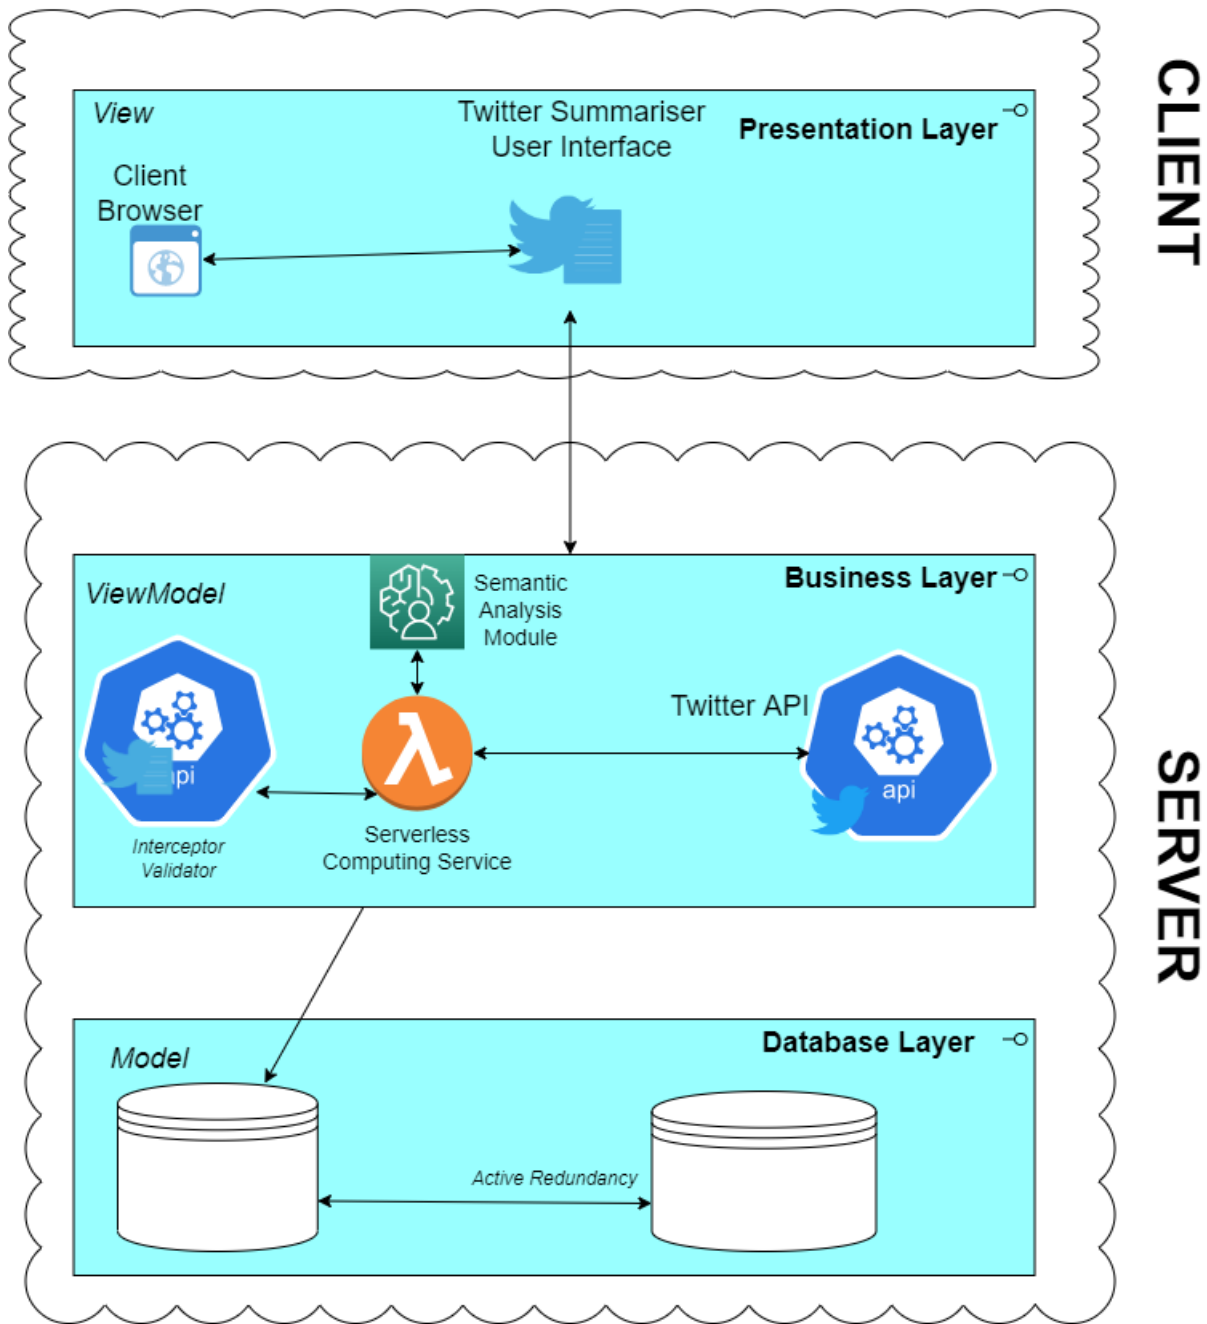 CLIENT
View
Twitter Summariser
User Interface
Presentation Layer
Client
Browser
SERVER
ViewModel
Semantic
Analysis
Module
Business Layer
Twitter API
api
api
Interceptor
Validator
Serverless
Computing Service
Model
Database Layer
Active Redundancy